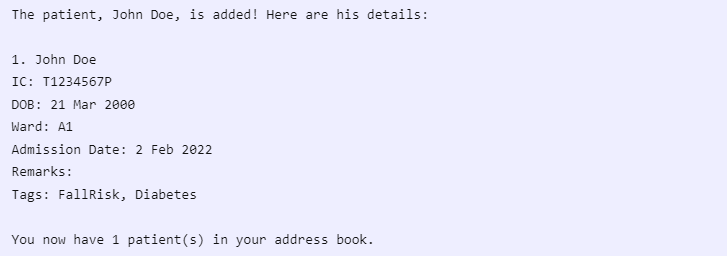 The patient, John Doe, is added! Here are his details:
1. John Doe
IC: T1234567P
DOB: 21 Mar 2000
Ward: A1
Admission Date: 2 Feb 2022
Remarks:
Tags: FallRisk, Diabetes
You now have 1 patient(s) in your address book.